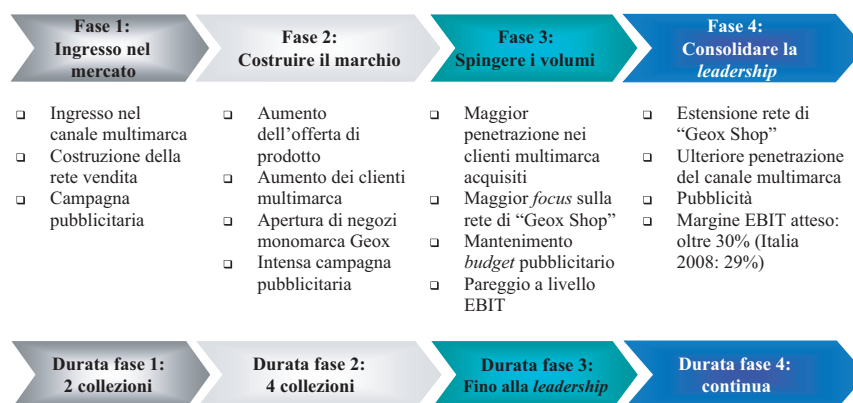 Fase 1:
Ingresso nel
mercato
Fase 2:
Costruire il marchio
Fase 3:
Spingere i volumi
Fase 4:
Consolidare la
leadership
❑ Ingresso nel
canale multimarca
❑ Costruzione della
rete vendita
❑ Campagna
pubblicitaria
❑ Aumento
dell’offerta di
prodotto
❑ Aumento dei clienti
multimarca
❑ Apertura di negozi
monomarca Geox
❑ Intensa campagna
pubblicitaria
❑ Maggior
penetrazione nei
clienti multimarca
acquisiti
❑ Maggior focus sulla
rete di “Geox Shop”
❑ Mantenimento
budget pubblicitario
❑ Pareggio a livello
EBIT
❑ Estensione rete di
“Geox Shop”
❑ Ulteriore penetrazione
del canale multimarca
❑ Pubblicità
❑ Margine EBIT atteso:
oltre 30% (Italia
2008: 29%)
Durata fase 1:
2 collezioni
Durata fase 2:
4 collezioni
Durata fase 3:
Fino alla leadership
Durata fase 4:
continua